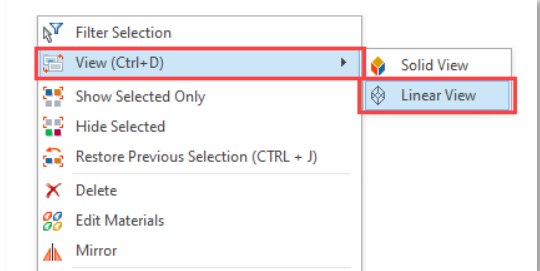 Filter Selection
View (Ctrl+D)
Solid View
Linear View
Show Selected Only
Hide Selected
Restore Previous Selection (CTRL + J)
Delete
Edit Materials
Mirror